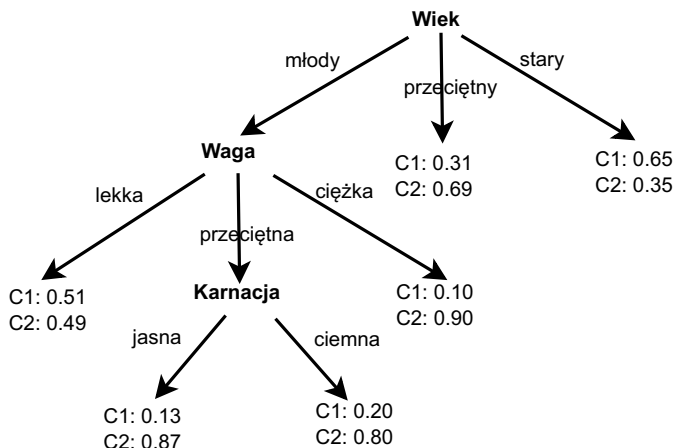 Wiek
młody
przeciętny
stary
Waga
C1: 0.31
C2: 0.69
C1: 0.65
C2: 0.35
lekka
przeciętna
ciężka
C1: 0.51
C2: 0.49
Karnacja
C1: 0.10
C2: 0.90
jasna
ciemna
C1: 0.13
C2: 0.87
C1: 0.20
C2: 0.80